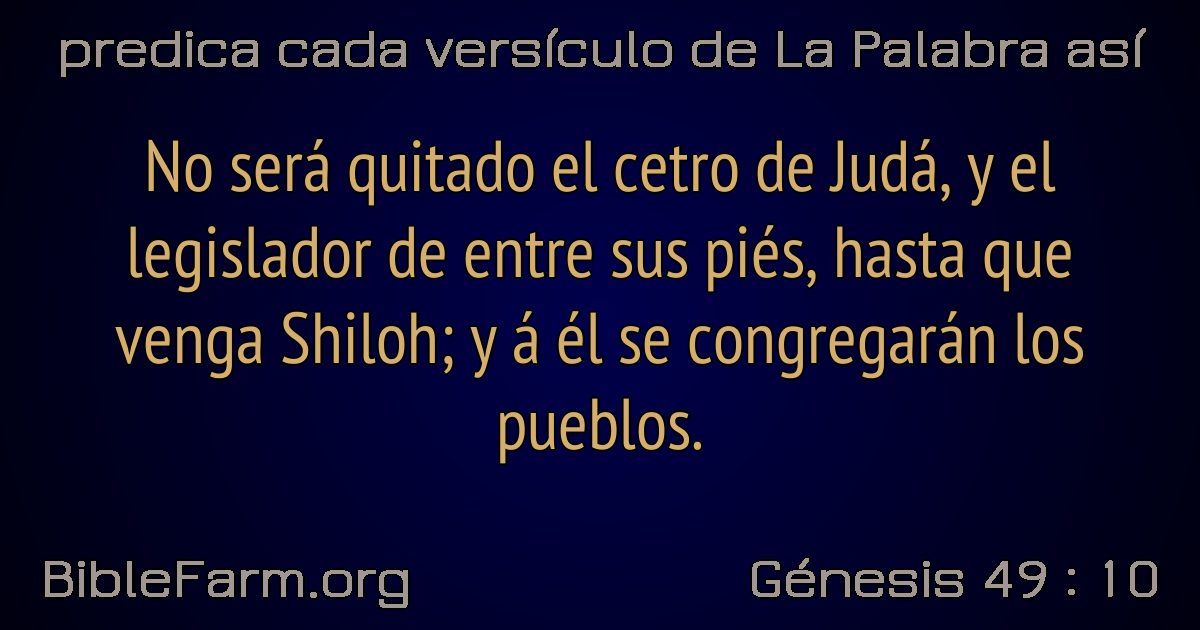 predica cada versículo de La Palabra así
No será quitado el cetro de Judá, y el
legislador de entre sus piés, hasta que
venga Shiloh; y á él se congregarán los
pueblos.
BibleFarm.org
Génesis 49 : 10